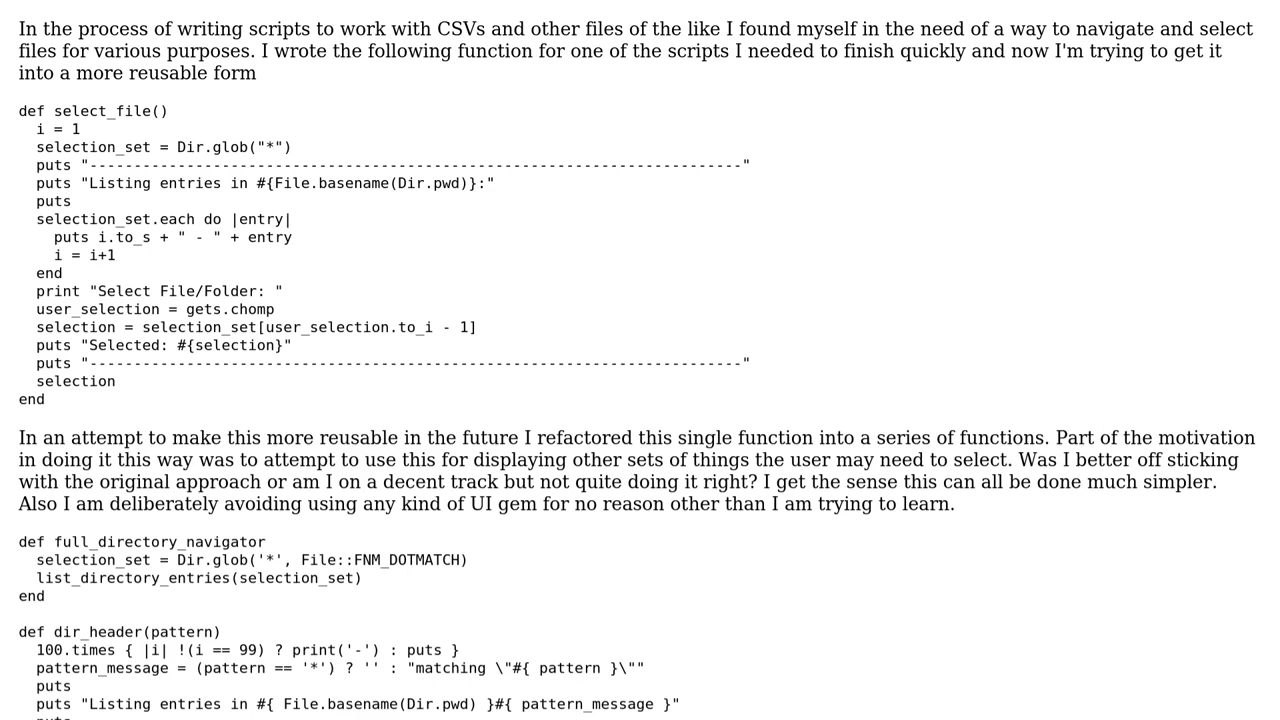 In the process of writing scripts to work with CSVs and other files of the like I found myself in the need of a way to navigate and select
files for various purposes. I wrote the following function for one of the scripts I needed to finish quickly and now I'm trying to get it
into a more reusable form
def select_file()
  i = 1
  selection_set = Dir.glob("*")
  puts "--------------------------------------------------------------------------"
  puts "Listing entries in #{File.basename(Dir.pwd)}:"
  puts
  selection_set.each do |entry|
    puts i.to_s + " - " + entry
    i = i+1
  end
  print "Select File/Folder: "
  user_selection = gets.chomp
  selection = selection_set[user_selection.to_i - 1]
  puts "Selected: #{selection}"
  puts "--------------------------------------------------------------------------"
  selection
end
In an attempt to make this more reusable in the future I refactored this single function into a series of functions. Part of the motivation
in doing it this way was to attempt to use this for displaying other sets of things the user may need to select. Was I better off sticking
with the original approach or am I on a decent track but not quite doing it right? I get the sense this can all be done much simpler.
Also I am deliberately avoiding using any kind of UI gem for no reason other than I am trying to learn.
def full_directory_navigator
  selection_set = Dir.glob('*', File::FNM_DOTMATCH)
  list_directory_entries(selection_set)
end
def dir_header(pattern)
  100.times { |i| !(i == 99) ? print('-') : puts }
  pattern_message = (pattern == '*') ? '' : "matching \"#{ pattern }\""
  puts
  puts "Listing entries in #{ File.basename(Dir.pwd) }#{ pattern_message }"